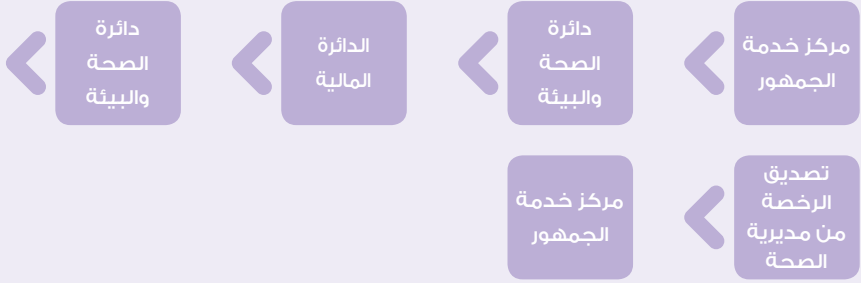 مركز خدمة
الجمهور
دائرة
الصحة
والبيئة
الدائرة
المالية
دائرة
الصحة
والبيئة
تصديق
الرخصة
من مديرية
الصحة
مركز خدمة
الجمهور